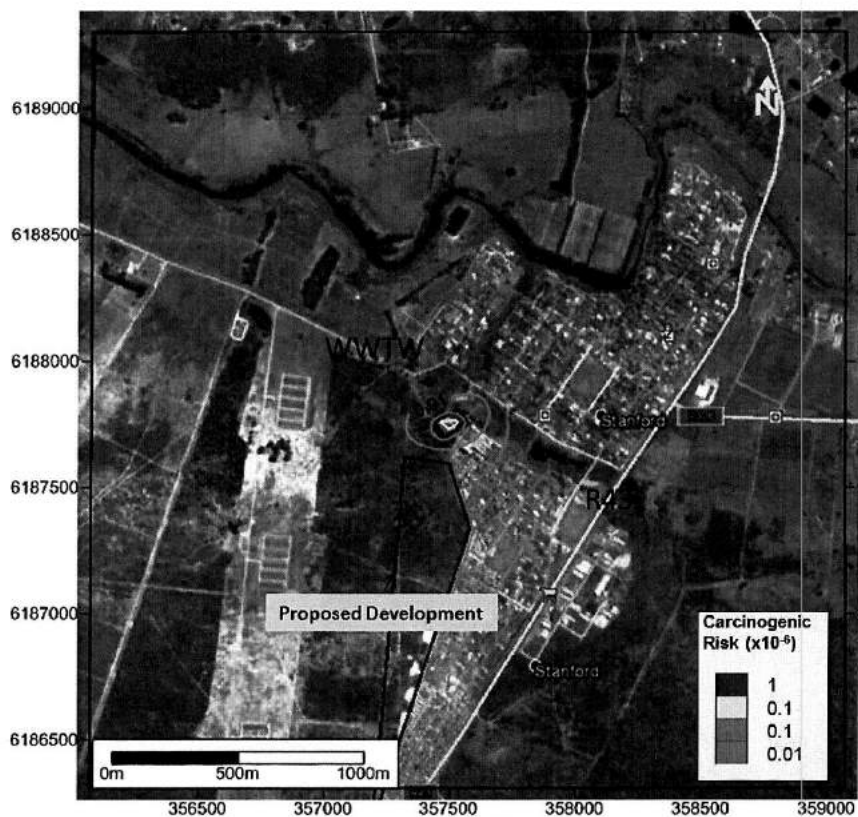 6189000
N
6188500
WWTW
6188000
Stanford
6187500
R43
6187000
Proposed Development
Stanford
6186500
Carcinogenic
Risk (x10⁻⁶)
1
0.1
0.1
0.01
0m 500m 1000m
356500 357000 357500 358000 358500 359000